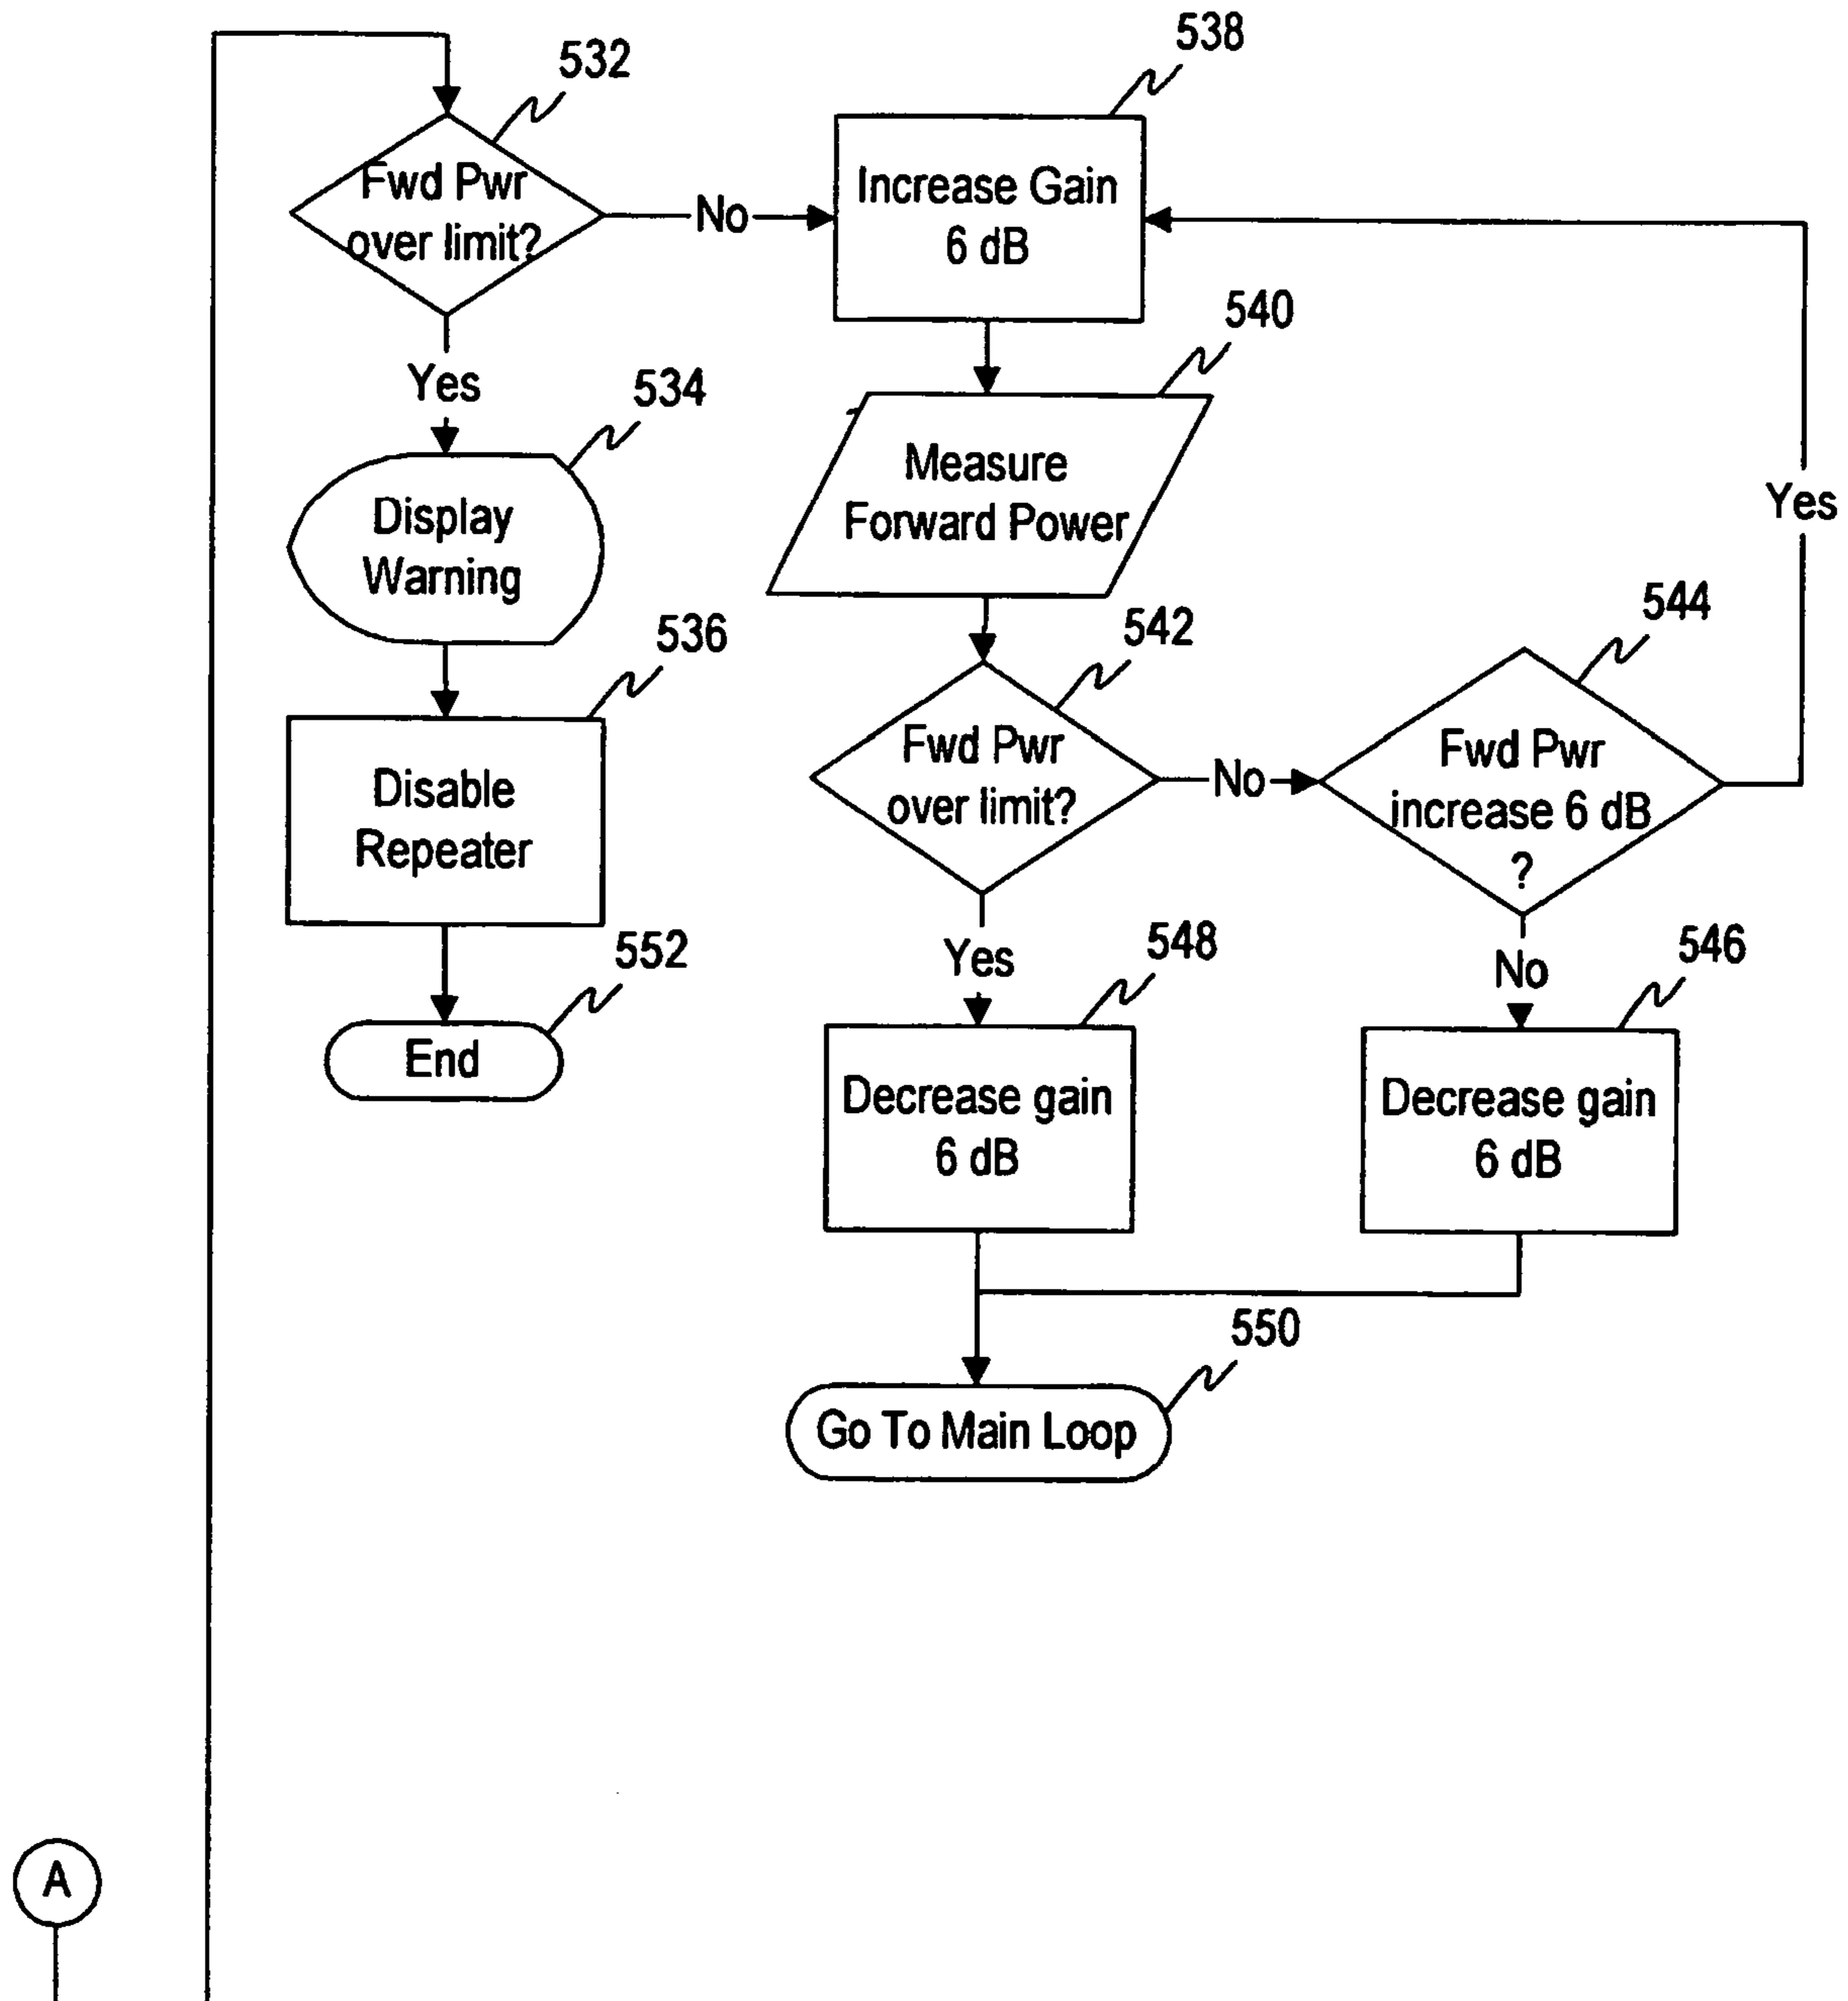 538
532
Fwd Pwr
over limit?
No
Increase Gain
6 dB
540
Yes
534
Measure
Forward Power
Yes
Display
Warning
536
542
544
Fwd Pwr
over limit?
No
Fwd Pwr
increase 6 dB
?
Disable
Repeater
552
Yes
548
No
546
End
Decrease gain
6 dB
Decrease gain
6 dB
550
Go To Main Loop
A